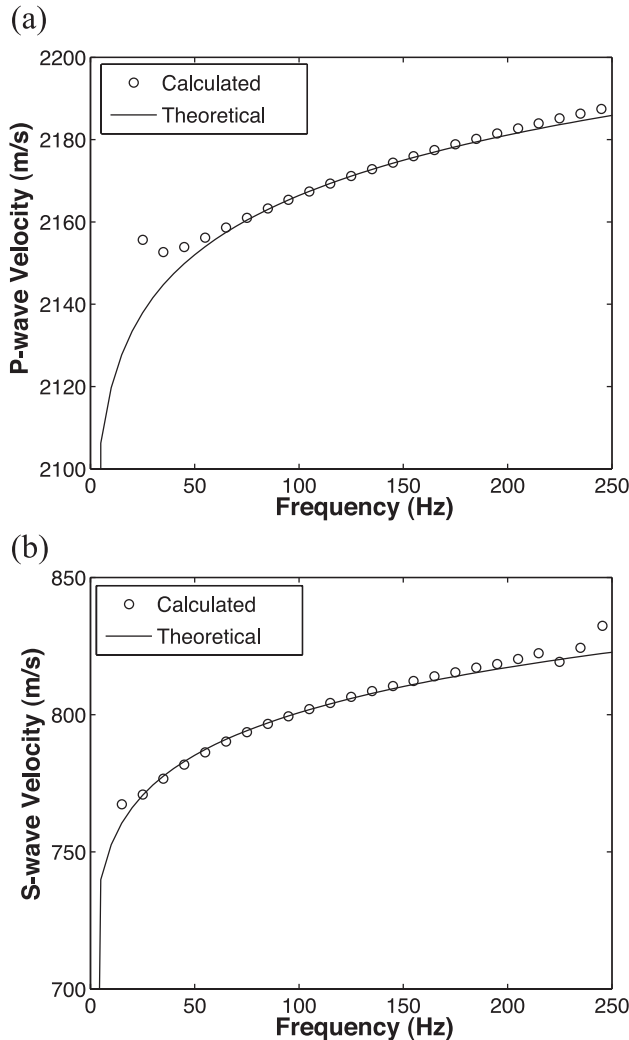 (a)
2200
2180
2160
2140
2120
2100
P-wave Velocity (m/s)
Calculated
Theoretical
0 50 100 150 200 250
Frequency (Hz)
(b)
850
800
750
700
S-wave Velocity (m/s)
Calculated
Theoretical
0 50 100 150 200 250
Frequency (Hz)